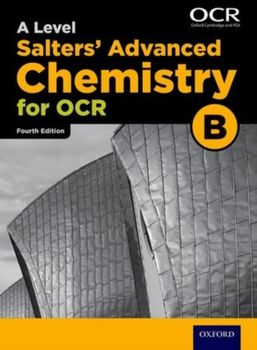 OCR
Oxford Cambridge and RSA
A Level
Salters' Advanced
Chemistry
for OCR
B
Fourth Edition
OXFORD